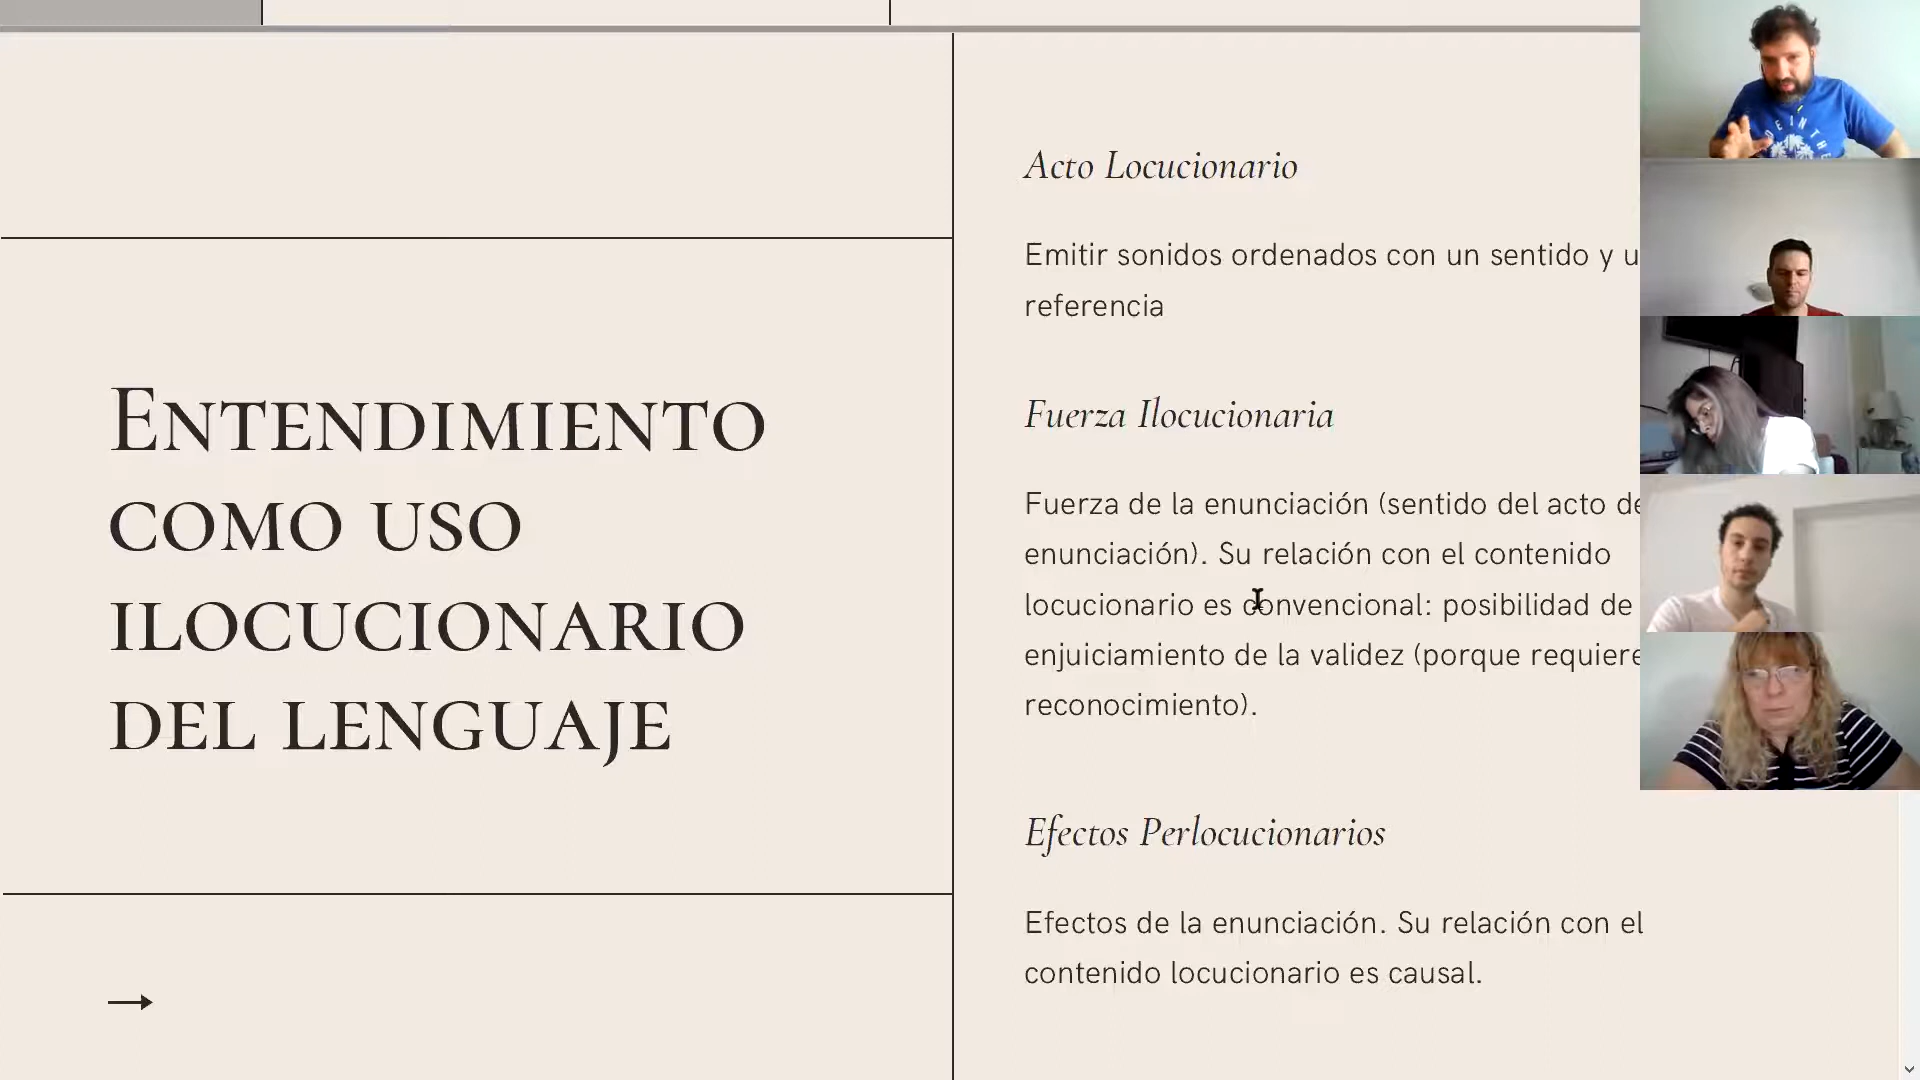 Entendimiento
como uso
ilocucionario
del lenguaje
Acto Locucionario
Emitir sonidos ordenados con un sentido y
referencia
Fuerza Ilocucionaria
Fuerza de la enunciación (sentido del acto de
enunciación). Su relación con el contenido
locucionario es convencional: posibilidad de
enjuiciamiento de la validez (porque requiere
reconocimiento).
Efectos Perlocucionarios
Efectos de la enunciación. Su relación con el
contenido locucionario es causal.
DE IN THE